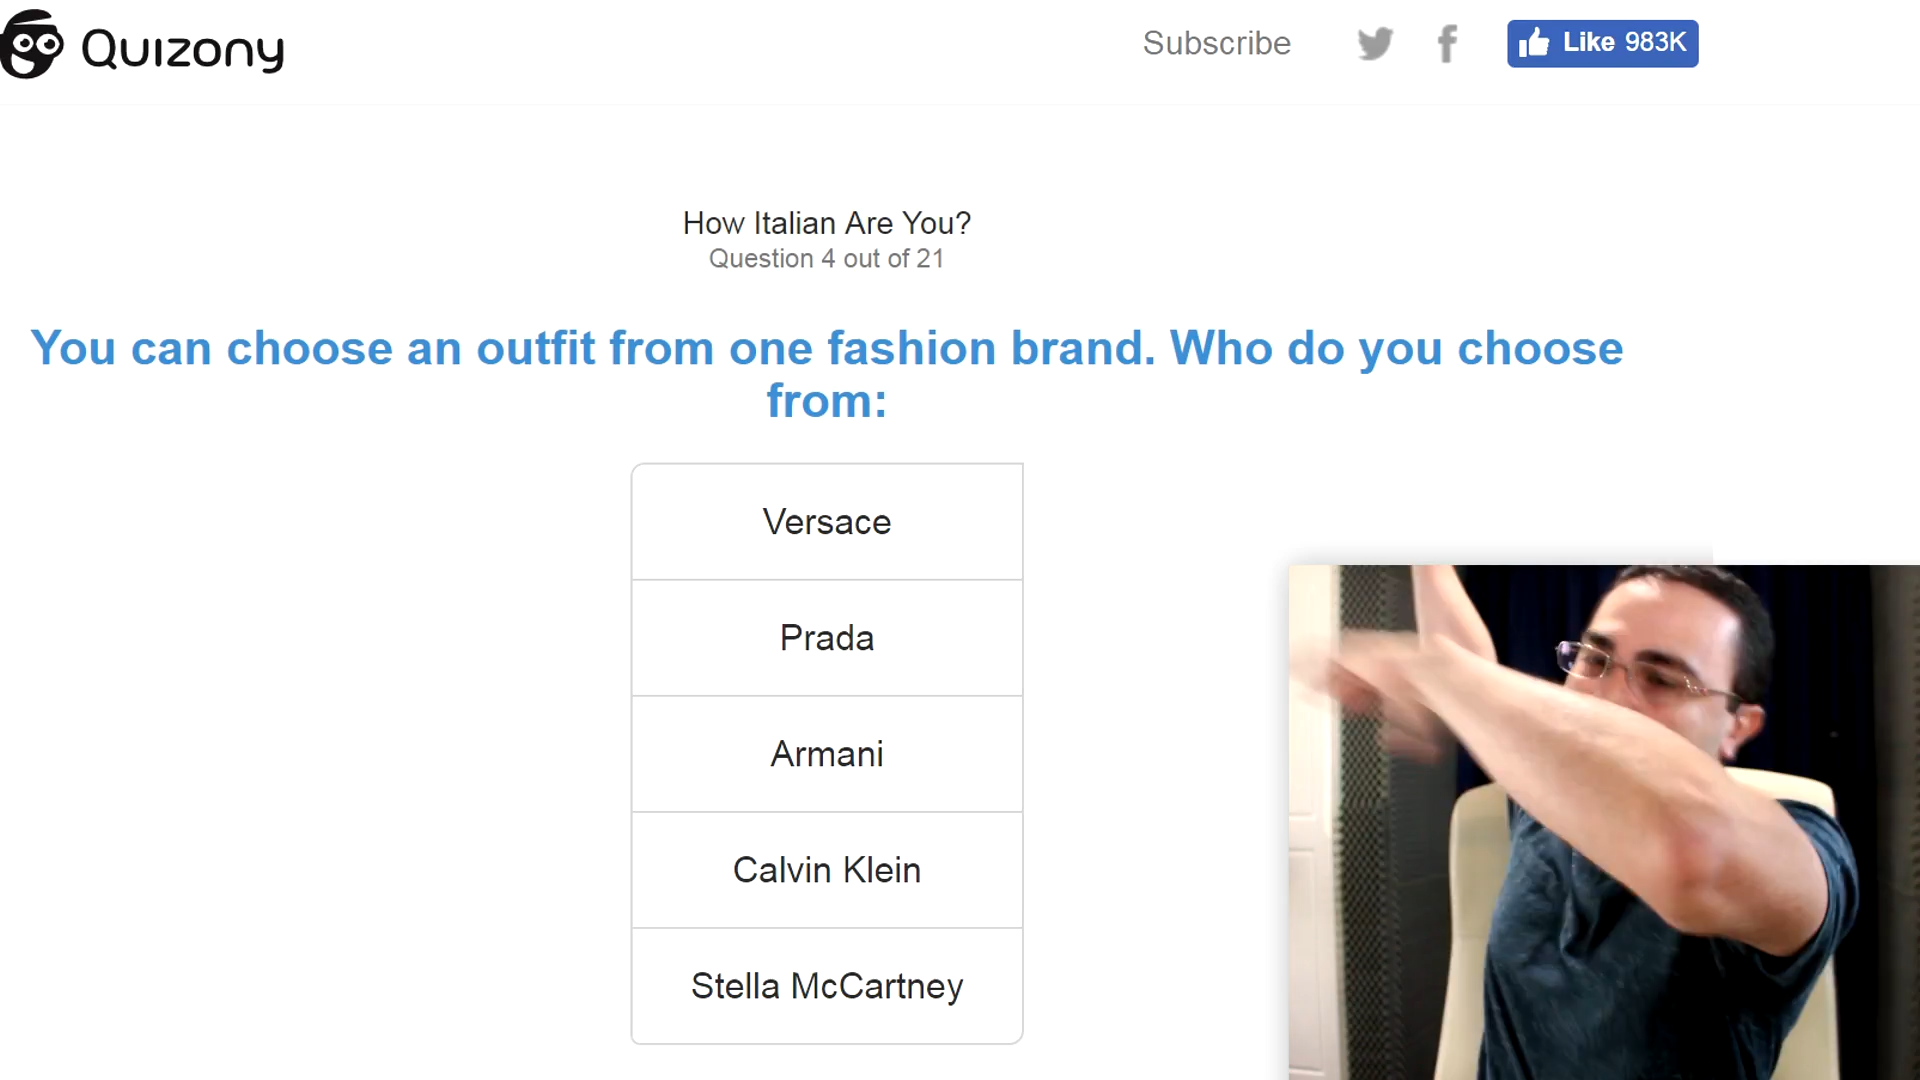 Quizony
Subscribe
Like 983K
How Italian Are You?
Question 4 out of 21
You can choose an outfit from one fashion brand. Who do you choose
from:
Versace
Prada
Armani
Calvin Klein
Stella McCartney